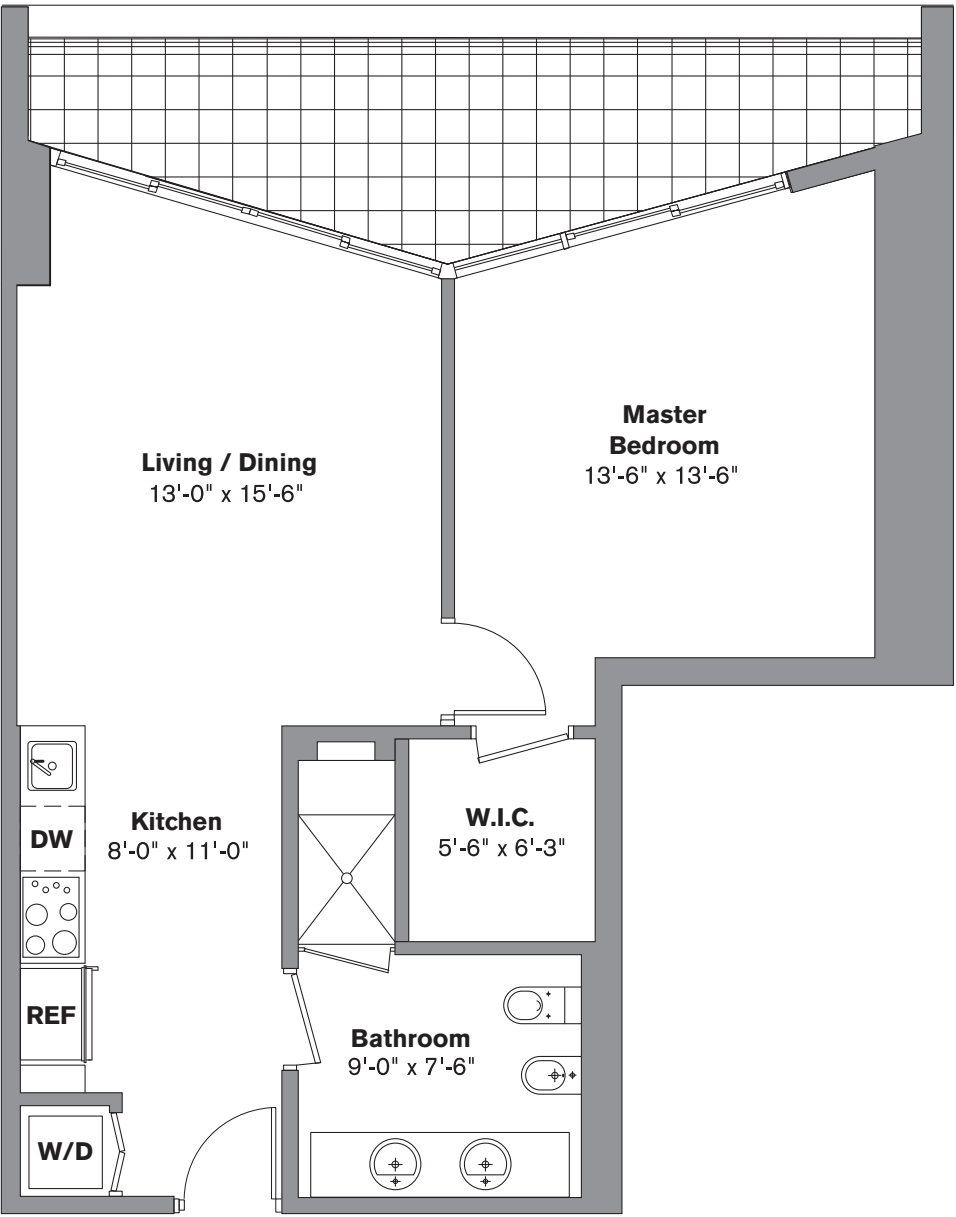 Master
Bedroom
13'-6" x 13'-6"
Living / Dining
13'-0" x 15'-6"
Kitchen
8'-0" x 11'-0"
W.I.C.
5'-6" x 6'-3"
DW
REF
Bathroom
9'-0" x 7'-6"
W/D